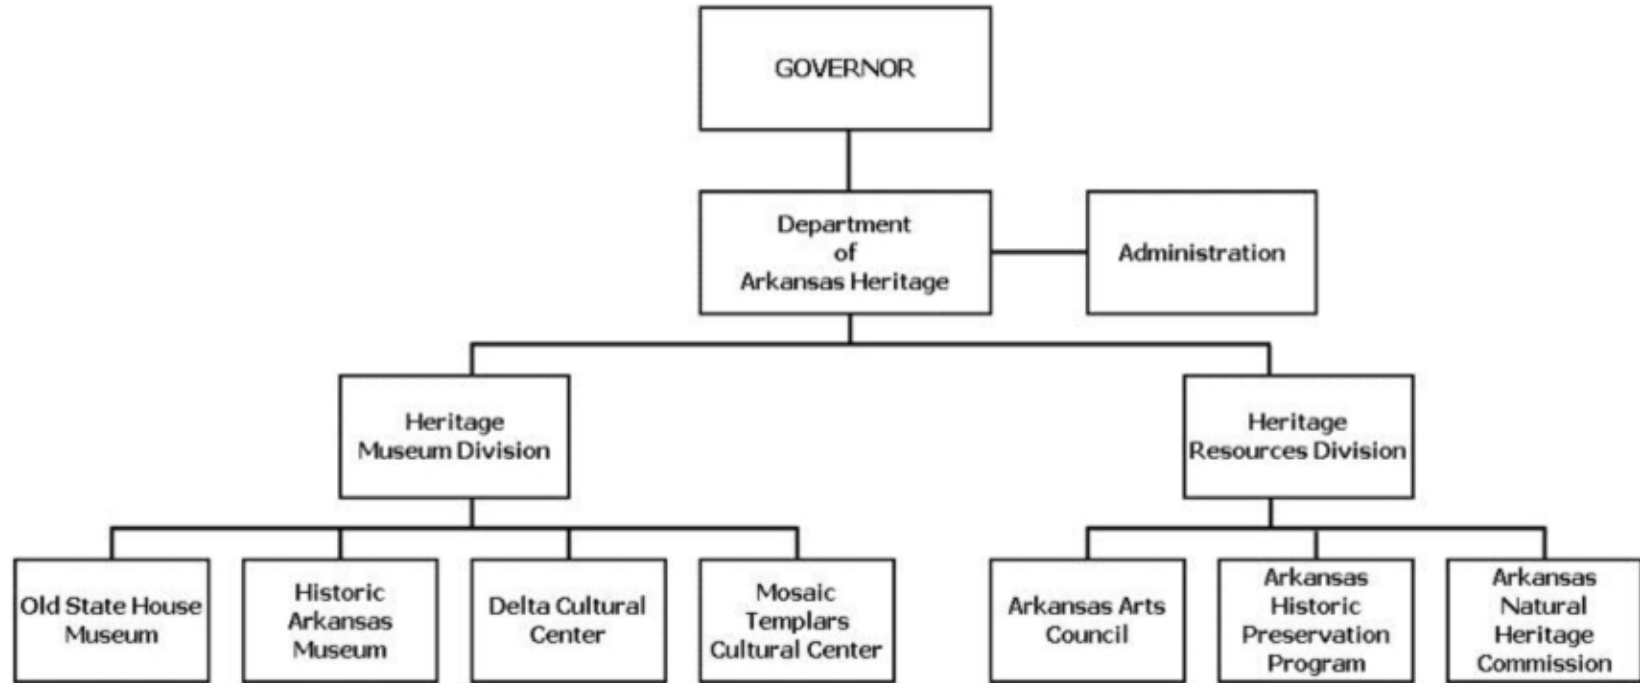 GOVERNOR
Department
of
Arkansas Heritage
Administration
Heritage
Museum Division
Heritage
Resources Division
Old State House
Museum
Historic
Arkansas
Museum
Delta Cultural
Center
Mosaic
Templars
Cultural Center
Arkansas Arts
Council
Arkansas
Historic
Preservation
Program
Arkansas
Natural
Heritage
Commission